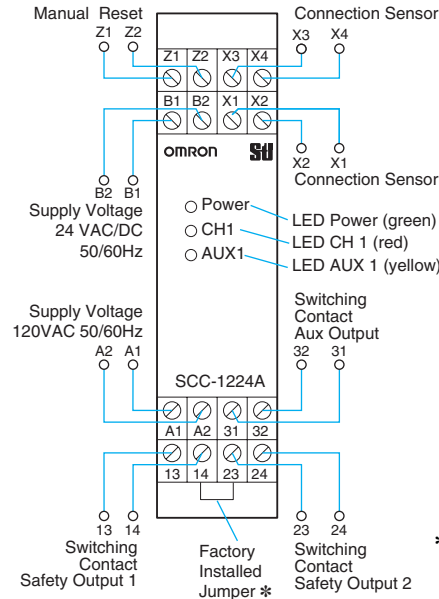 Manual Reset
Z1 Z2
Connection Sensor
X3 X4
Z1 Z2 X3 X4
B1 B2 X1 X2
OMRON Sti
B2 B1
X2 X1
Connection Sensor
Supply Voltage
24 VAC/DC
50/60Hz
Power
CH1
AUX1
LED Power (green)
LED CH 1 (red)
LED AUX 1 (yellow)
Supply Voltage
120VAC 50/60Hz
A2 A1
Switching
Contact
Aux Output
32 31
SCC-1224A
A1 A2 31 32
13 14 23 24
13 14
Switching
Contact
Safety Output 1
Factory
Installed
Jumper *
23 24
Switching
Contact
Safety Output 2
*